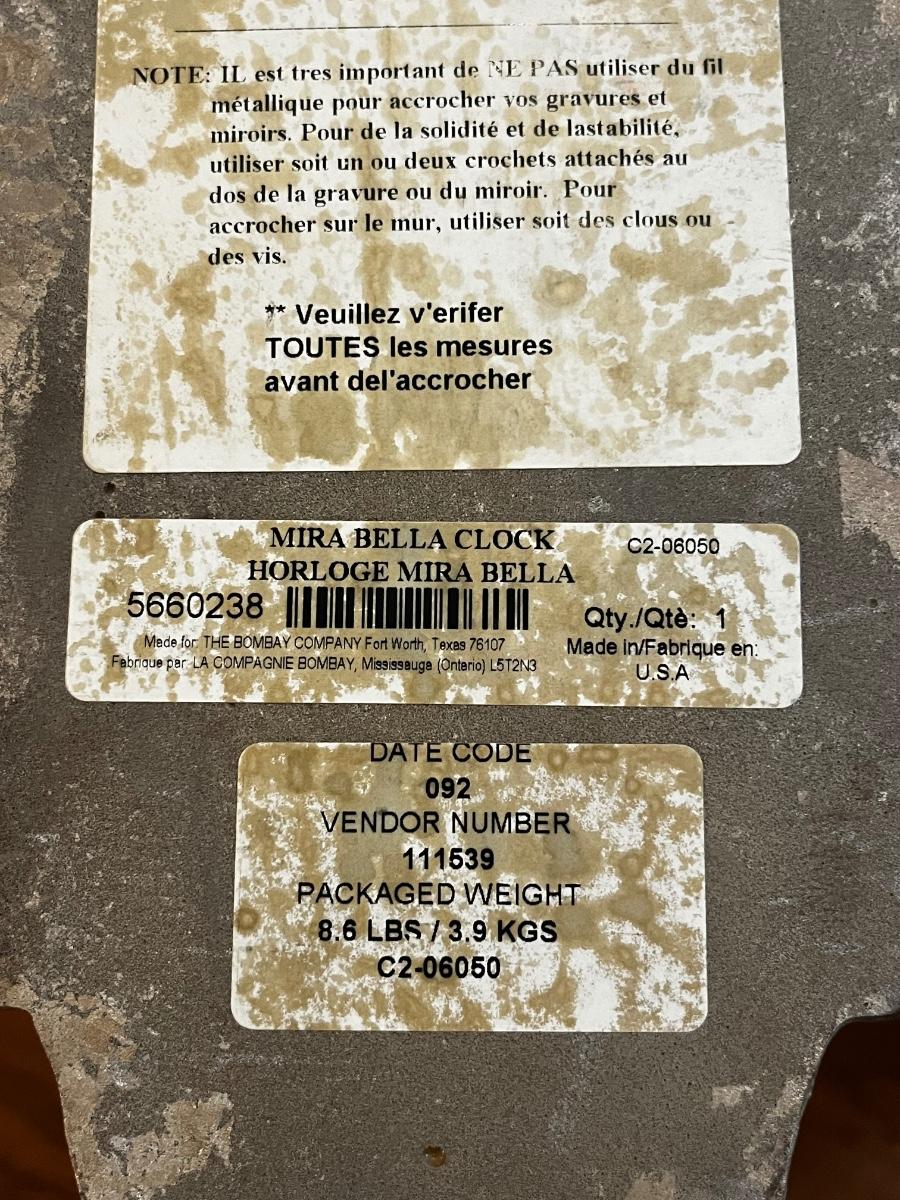 NOTE: IL est tres important de NE PAS utiliser du fil
métallique pour accrocher vos gravures et
miroirs. Pour de la solidité et de lastabilité,
utiliser soit un ou deux crochets attachés au
dos de la gravure ou du miroir. Pour
accrocher sur le mur, utiliser soit des clous ou
des vis.
** Veuillez v'erifer
TOUTES les mesures
avant del'accrocher
MIRA BELLA CLOCK
C2-06050
HORLOGE MIRA BELLA
5660238
Qty./Qtè: 1
Made for: THE BOMBAY COMPANY Fort Worth, Texas 76107
Made In/Fabrique en:
Fabrique par: LA COMPAGNIE BOMBAY, Mississauga (Ontario) L5T2N3
U.S.A
DATE CODE
092
VENDOR NUMBER
111539
PACKAGED WEIGHT
8.6 LBS / 3.9 KGS
C2-06050